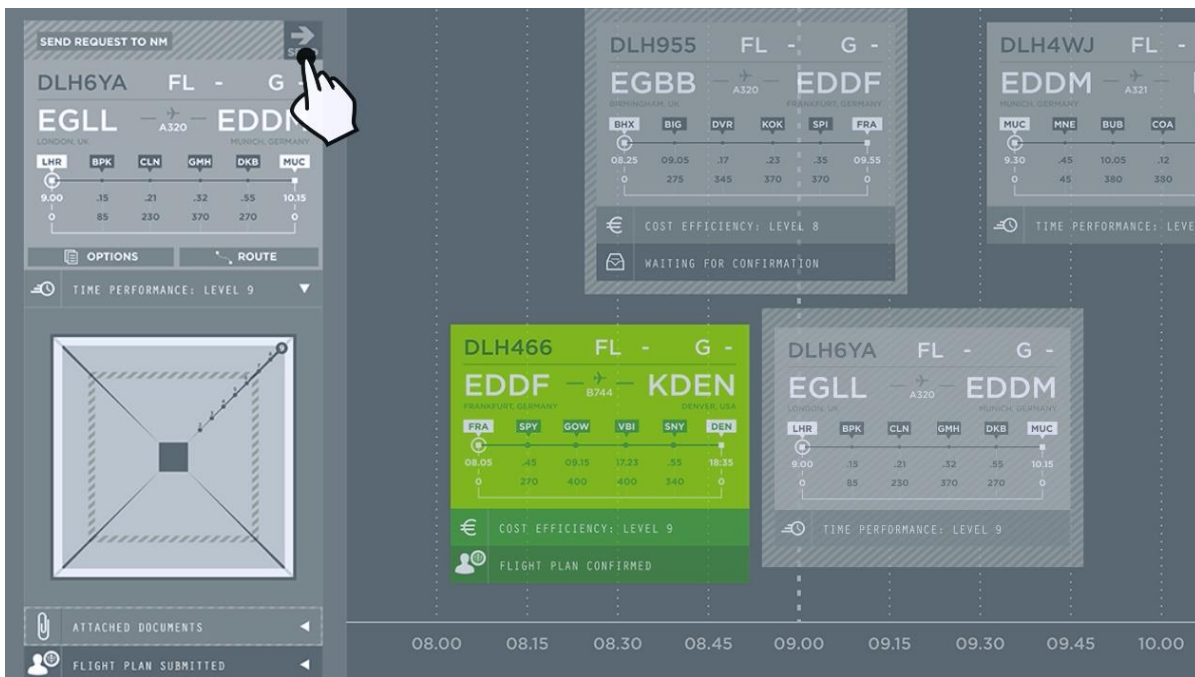 SEND REQUEST TO NM
DLH6YA FL - G -
EGLL A320 EDDM
LONDON, UK MUNICH, GERMANY
LHR BPK CLN GMH DKB MUC
9.00 .15 .21 .32 .55 10.15
0 85 230 370 270 0
OPTIONS ROUTE
TIME PERFORMANCE: LEVEL 9
ATTACHED DOCUMENTS
FLIGHT PLAN SUBMITTED
DLH955 FL - G -
EGBB A320 EDDF
BIRMINGHAM, UK FRANKFURT, GERMANY
BHX BIG DVR KOK SPI FRA
08.25 09.05 .17 .23 .35 09.55
0 275 345 370 370 0
€ COST EFFICIENCY: LEVEL 8
WAITING FOR CONFIRMATION
DLH4WJ FL -
EDDM A321
MUNICH, GERMANY
MUC MNE BUB COA
9.30 .45 10.05 .12
0 45 380 380
TIME PERFORMANCE: LEVE
DLH466 FL - G -
EDDF B744 KDEN
FRANKFURT, GERMANY DENVER, USA
FRA SPY GOW VBI SNY DEN
08.05 .45 09.15 17.23 .55 18:35
0 270 400 400 340 0
€ COST EFFICIENCY: LEVEL 9
FLIGHT PLAN CONFIRMED
DLH6YA FL - G -
EGLL A320 EDDM
LONDON, UK MUNICH, GERMANY
LHR BPK CLN GMH DKB MUC
9.00 .15 .21 .32 .55 10.15
0 85 230 370 270 0
TIME PERFORMANCE: LEVEL 9
08.00 08.15 08.30 08.45 09.00 09.15 09.30 09.45 10.00